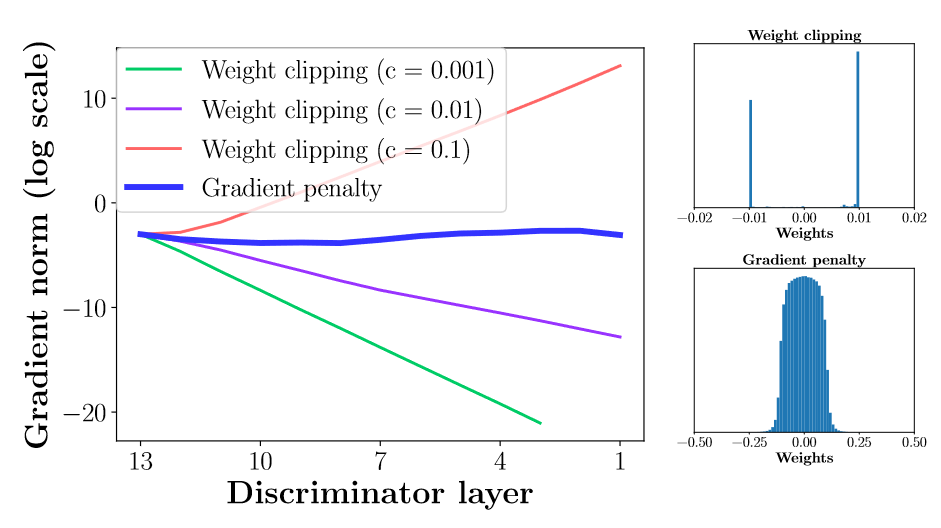 Gradient norm (log scale)
10
0
−10
−20
Weight clipping (c = 0.001)
Weight clipping (c = 0.01)
Weight clipping (c = 0.1)
Gradient penalty
13 10 7 4 1
Discriminator layer
Weight clipping
−0.02 −0.01 0.00 0.01 0.02
Weights
Gradient penalty
−0.50 −0.25 0.00 0.25 0.50
Weights